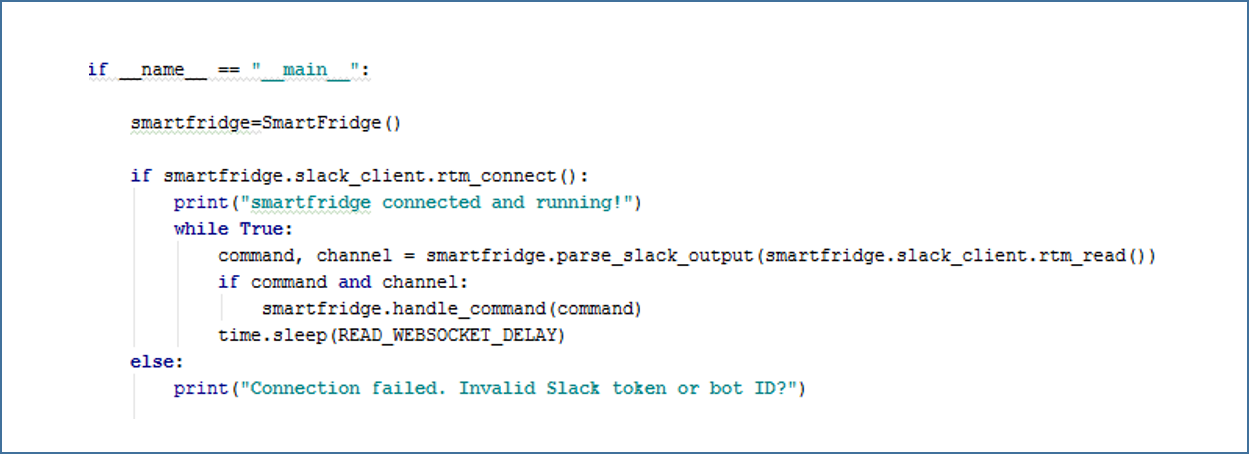 if __name__ == "__main__":
smartfridge=SmartFridge()
if smartfridge.slack_client.rtm_connect():
print("smartfridge connected and running!")
while True:
command, channel = smartfridge.parse_slack_output(smartfridge.slack_client.rtm_read())
if command and channel:
smartfridge.handle_command(command)
time.sleep(READ_WEBSOCKET_DELAY)
else:
print("Connection failed. Invalid Slack token or bot ID?")